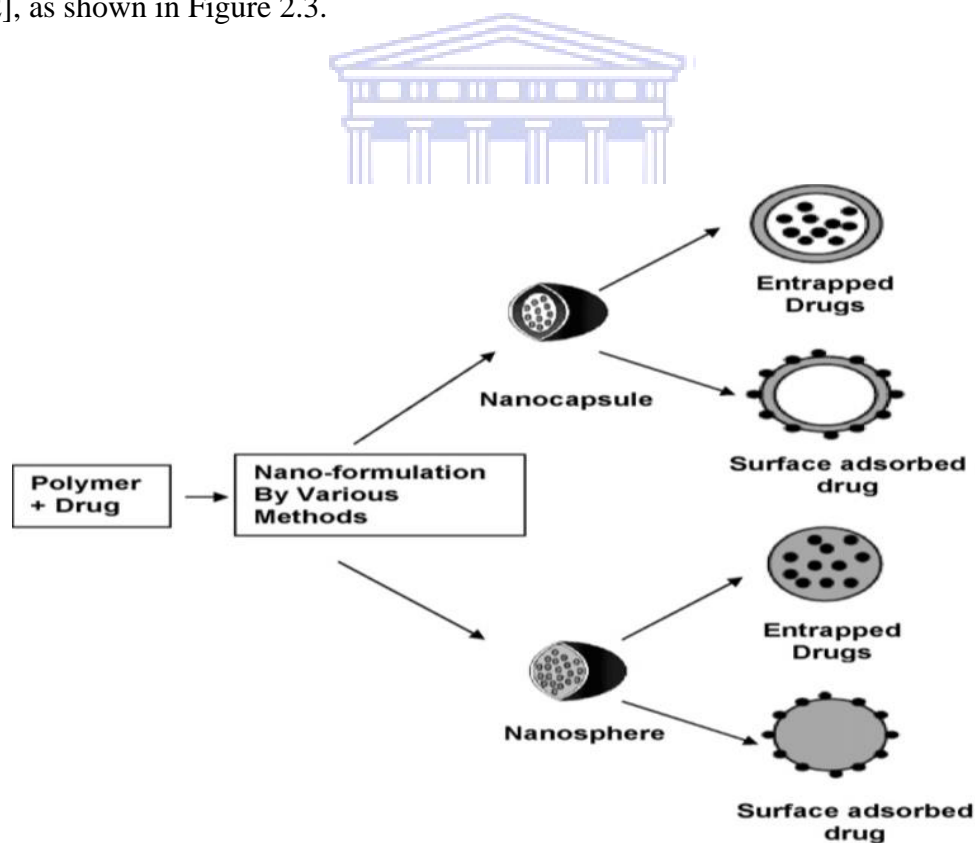 ], as shown in Figure 2.3.
Entrapped
Drugs
Nanocapsule
Surface adsorbed
drug
Polymer
+ Drug
Nano-formulation
By Various
Methods
Entrapped
Drugs
Nanosphere
Surface adsorbed
drug